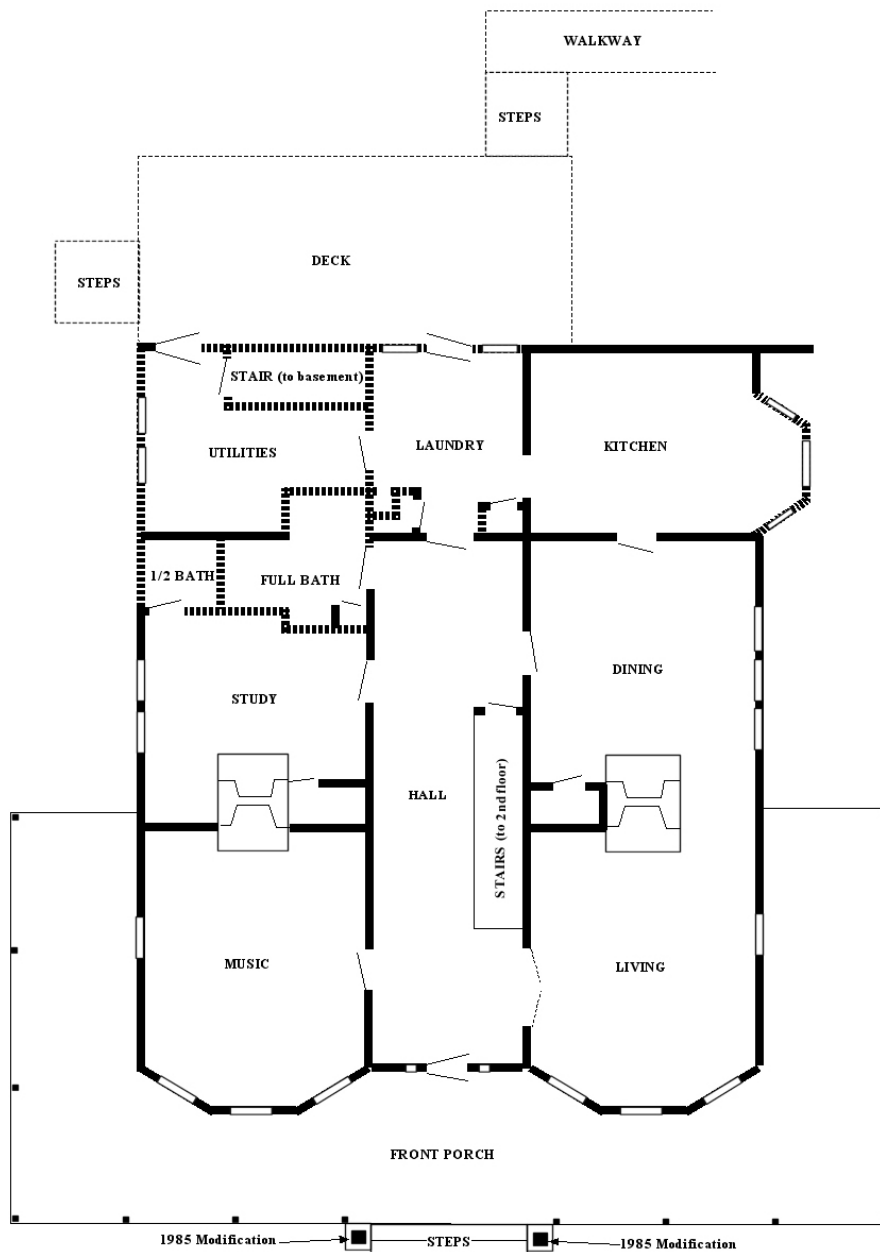 WALKWAY
STEPS
DECK
STEPS
STAIR (to basement)
LAUNDRY
KITCHEN
UTILITIES
1/2 BATH
FULL BATH
DINING
STUDY
HALL
STAIRS (to 2nd floor)
MUSIC
LIVING
FRONT PORCH
1985 Modification
STEPS
1985 Modification